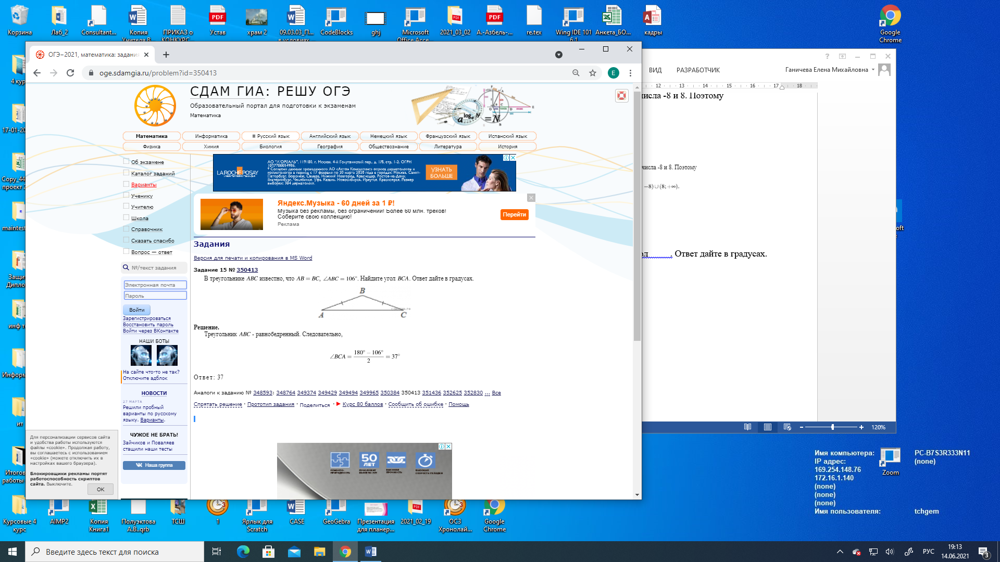 Корзина
Лаб_2
Consultant...
Копия
Учителя В...
ПРИКАЗ о
КОНКУРС...
Устав
храм 2
09.03.03_П...
в условиях ...
CodeBlocks
ghj
Microsoft
Office Acce...
2021_03_02
А.-Азбель-...
re.tex
Wing IDE 101
6.1
Анкета_БО...
кадры
Google
Chrome
ОГЭ–2021, математика: задания
oge.sdamgia.ru/problem?id=350413
ВИД
РАЗРАБОТЧИК
Ганичева Елена Михайловна
12 13 14 15 16 17 18
числа -8 и 8. Поэтому
числа -8 и 8. Поэтому
−8)∪(8;+∞).
. Ответ дайте в градусах.
120%
СДАМ ГИА: РЕШУ ОГЭ
Образовательный портал для подготовки к экзаменам
Математика
Математика
Информатика
≡ Русский язык
Английский язык
Немецкий язык
Французский язык
Испанский язык
Физика
Химия
Биология
География
Обществознание
Литература
История
Об экзамене
Каталог заданий
Варианты
Ученику
Учителю
Школа
Справочник
Сказать спасибо
Вопрос — ответ
№/текст задания
Электронная почта
Пароль
Войти
Зарегистрироваться
Восстановить пароль
Войти через ВКонтакте
НАШИ БОТЫ
На сайте что-то не так?
Отключите адблок
НОВОСТИ
27 МАРТА
Решили пробный
варианты по русскому
языку. Варианты.
ЧУЖОЕ НЕ БРАТЬ!
Зайчиков и Поваляев
стащили наши тесты
Наша группа
LA ROCHE POSAY
УЗНАТЬ
БОЛЬШЕ
Яндекс.Музыка - 60 дней за 1 ₽!
Музыка без рекламы, без ограничений! Более 60 млн. треков!
Соберите свою коллекцию!
Реклама
Перейти
Задания
Версия для печати и копирования в MS Word
Задание 15 № 350413
В треугольнике ABC известно, что AB = BC, ∠ABC = 106°. Найдите угол BCA. Ответ дайте в градусах.
B
A
C
Решение.
Треугольник ABC - равнобедренный. Следовательно,
∠BCA = (180° − 106°)/2 = 37°
Ответ: 37
Аналоги к заданию № 348593: 348764 349374 349429 349494 349965 350384 350413 351436 352625 352830 ... Все
Спрятать решение · Прототип задания · Поделиться · Курс 80 баллов · Сообщить об ошибке · Помощь
50
ЛЕТ
Для персонализации сервисов сайта
и удобства работы используются
файлы «cookie». Продолжая работу,
вы соглашаетесь с использованием
«cookie» (можете отключить их в
настройках вашего браузера).
Блокировщики рекламы портят
работоспособность скриптов
сайта. Выключите.
OK
4 кур
17-01-20
Copy_44
проект 2
maintest
Защит
Дипло
инф т
Информ
ит
Итогов
работы
Имя компьютера:
PC-B7S3R333N11
IP адрес:
(none)
169.254.148.76
172.16.1.140
(none)
(none)
(none)
Имя пользователя:
tchgem
Zoom
Курсовые 4
курс
AIMP2
Копия
Книга1
Полуэктова
А.В..qrb
ТСШ
1
Ярлык для
Scratch
CASE
GeoGebra
Презентация
для планер...
2021_02_19
ОС3
Хронолай...
Google
Chrome
Введите здесь текст для поиска
РУС
19:13
14.06.2021
3